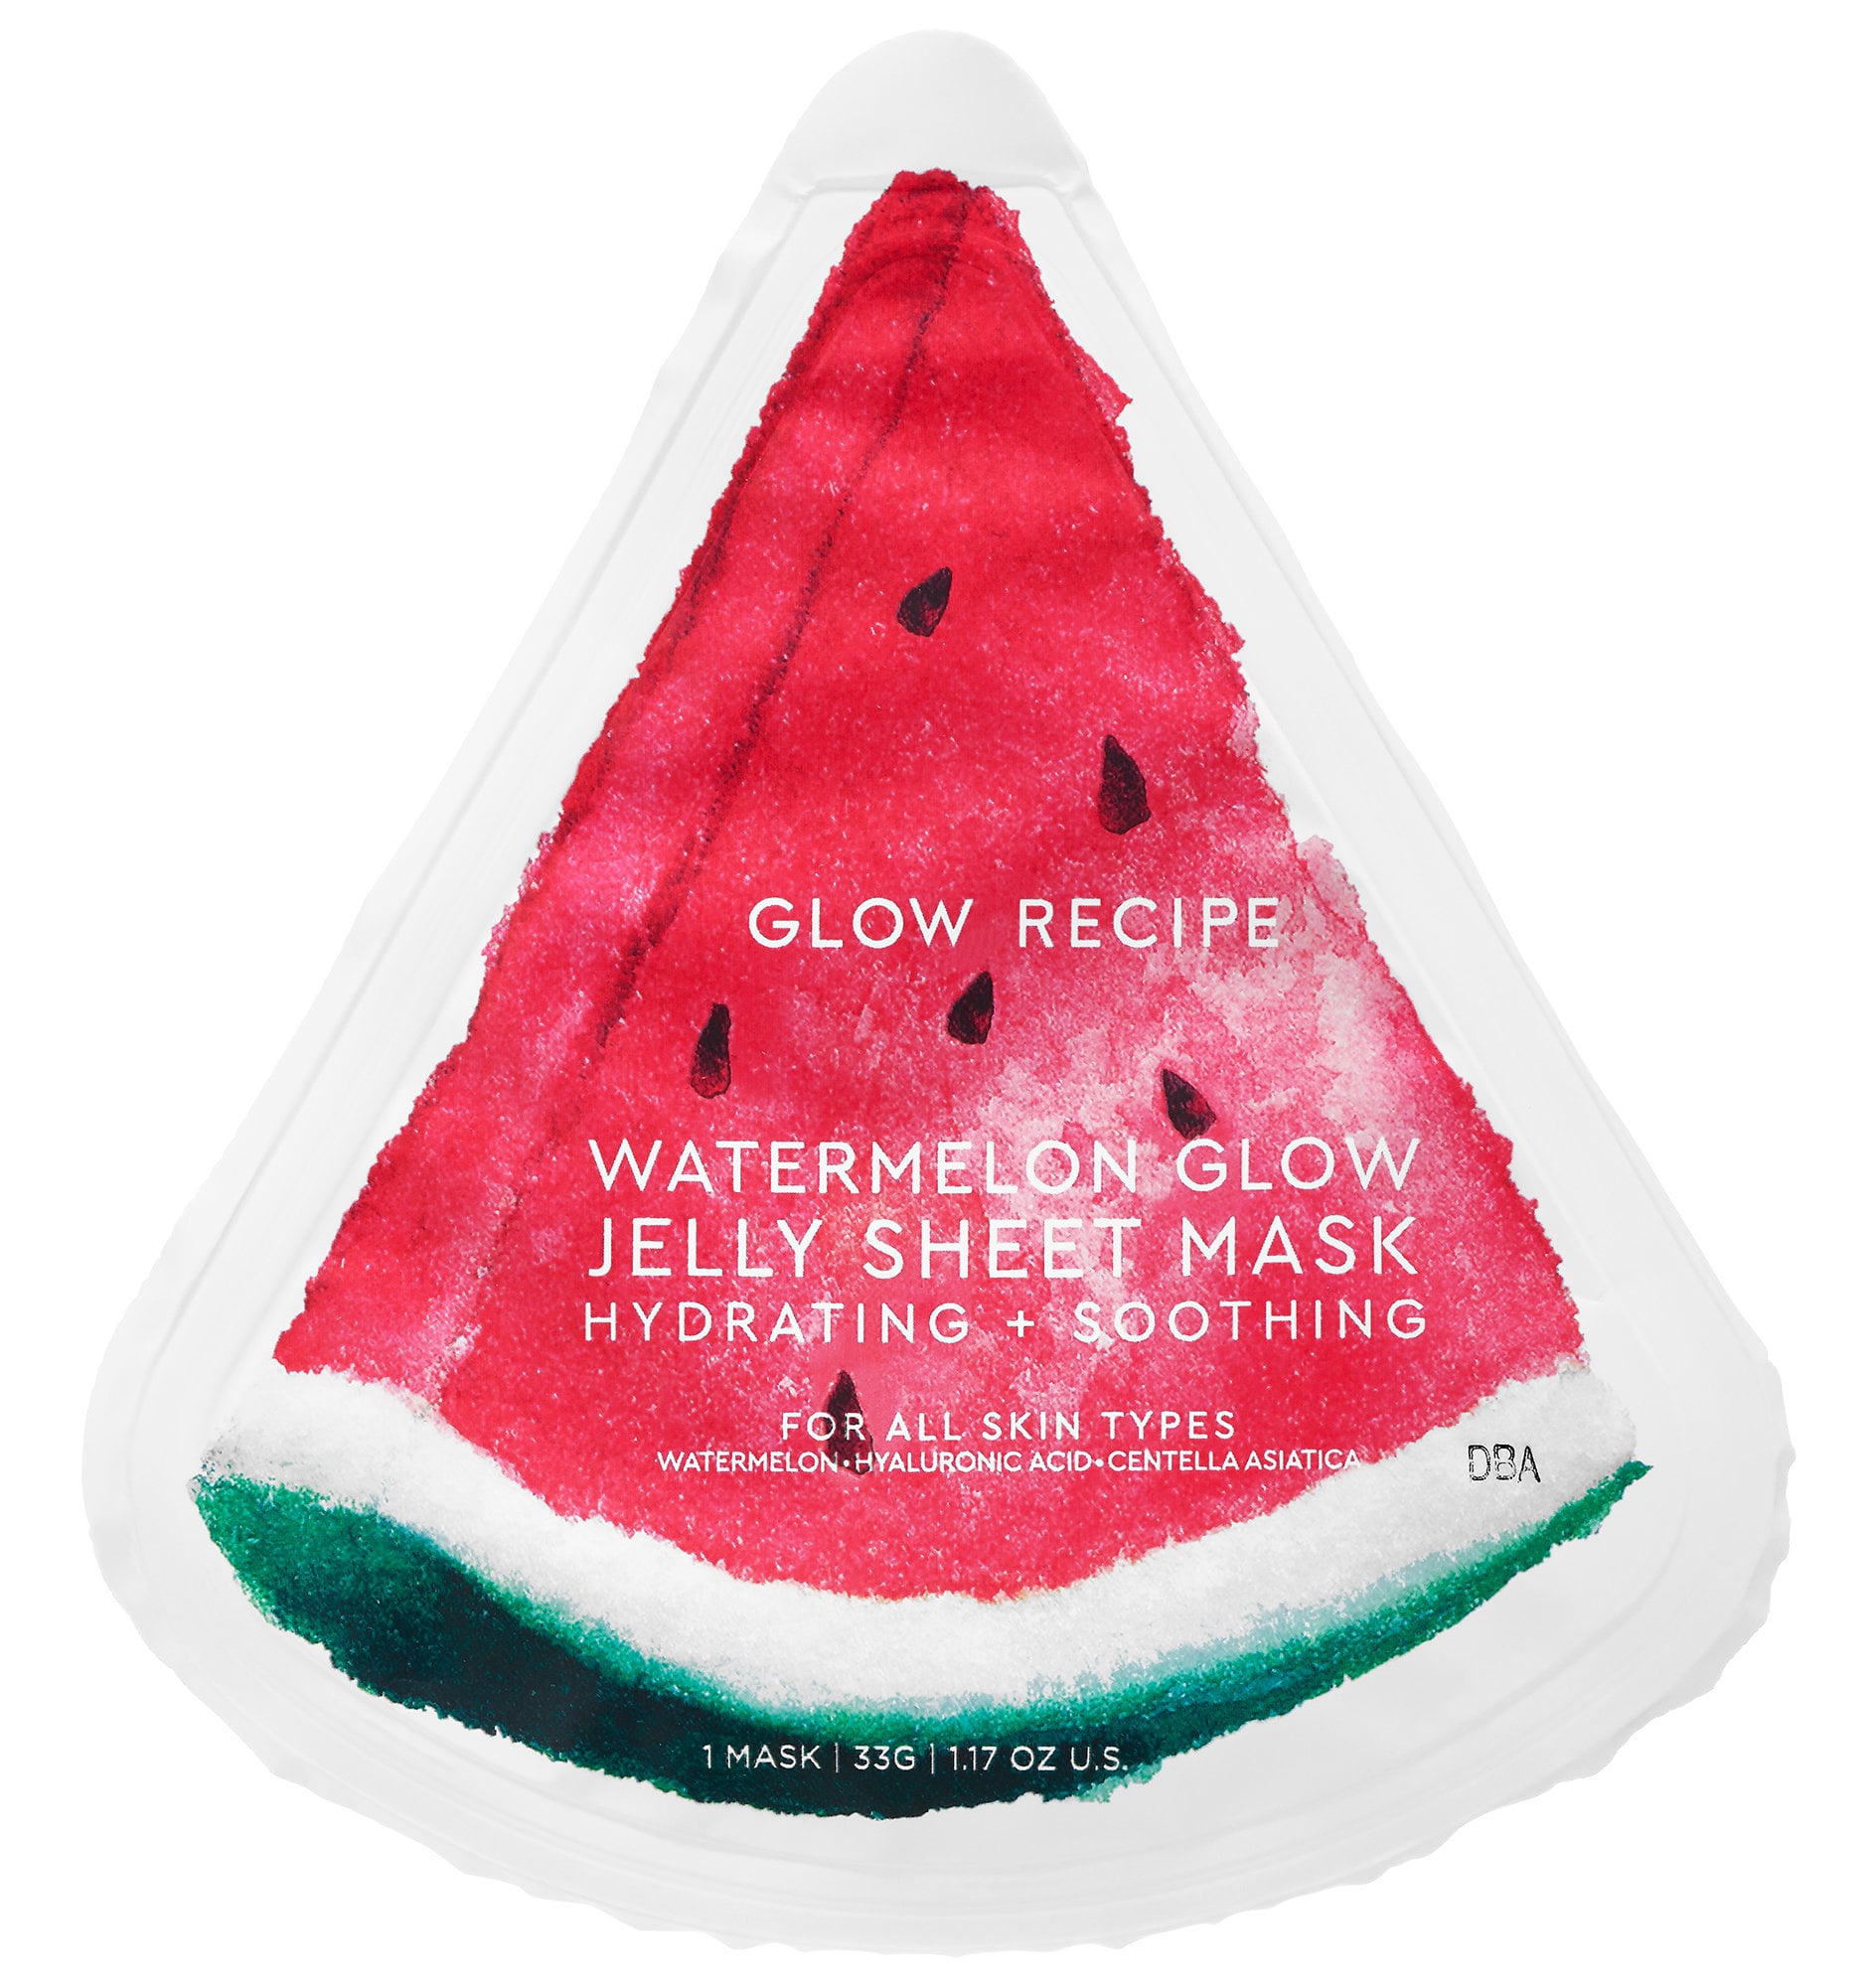 GLOW RECIPE
WATERMELON GLOW
JELLY SHEET MASK
HYDRATING + SOOTHING
FOR ALL SKIN TYPES
WATERMELON•HYALURONIC ACID•CENTELLA ASIATICA
DBA
1 MASK | 33G | 1.17 OZ U.S.